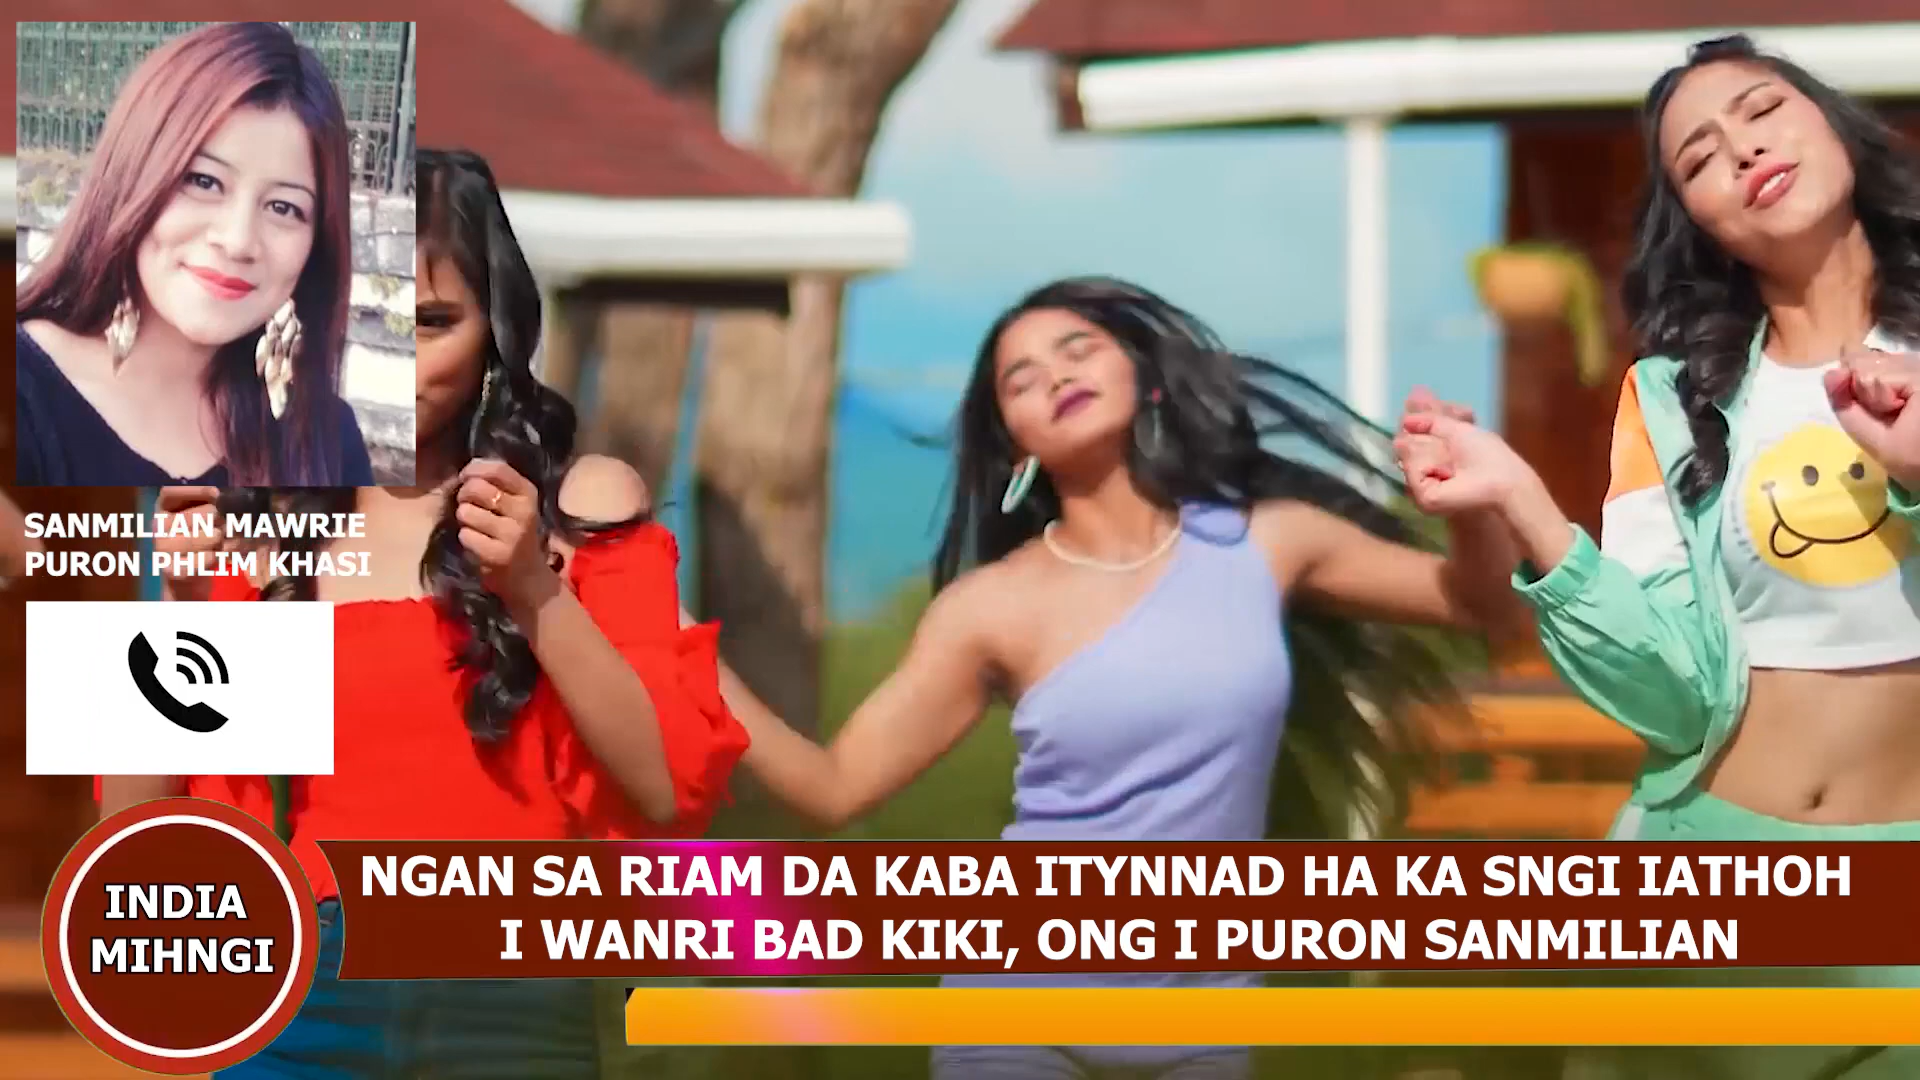 SANMILIAN MAWRIE
PURON PHLIM KHASI
INDIA
MIHNGI
NGAN SA RIAM DA KABA ITYNNAD HA KA SNGI IATHOH
I WANRI BAD KIKI, ONG I PURON SANMILIAN